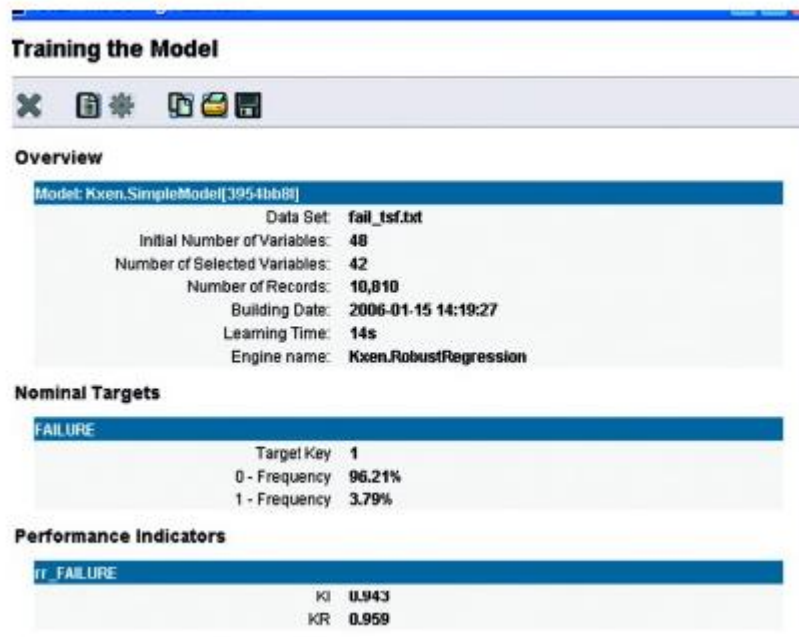 Training the Model
Overview
Model: Kxen.SimpleModel[3954bb8l]
Data Set: fail_tsf.txt
Initial Number of Variables: 48
Number of Selected Variables: 42
Number of Records: 10,810
Building Date: 2006-01-15 14:19:27
Learning Time: 14s
Engine name: Kxen.RobustRegression
Nominal Targets
FAILURE
Target Key 1
0 - Frequency 96.21%
1 - Frequency 3.79%
Performance Indicators
rr_FAILURE
KI 0.943
KR 0.959